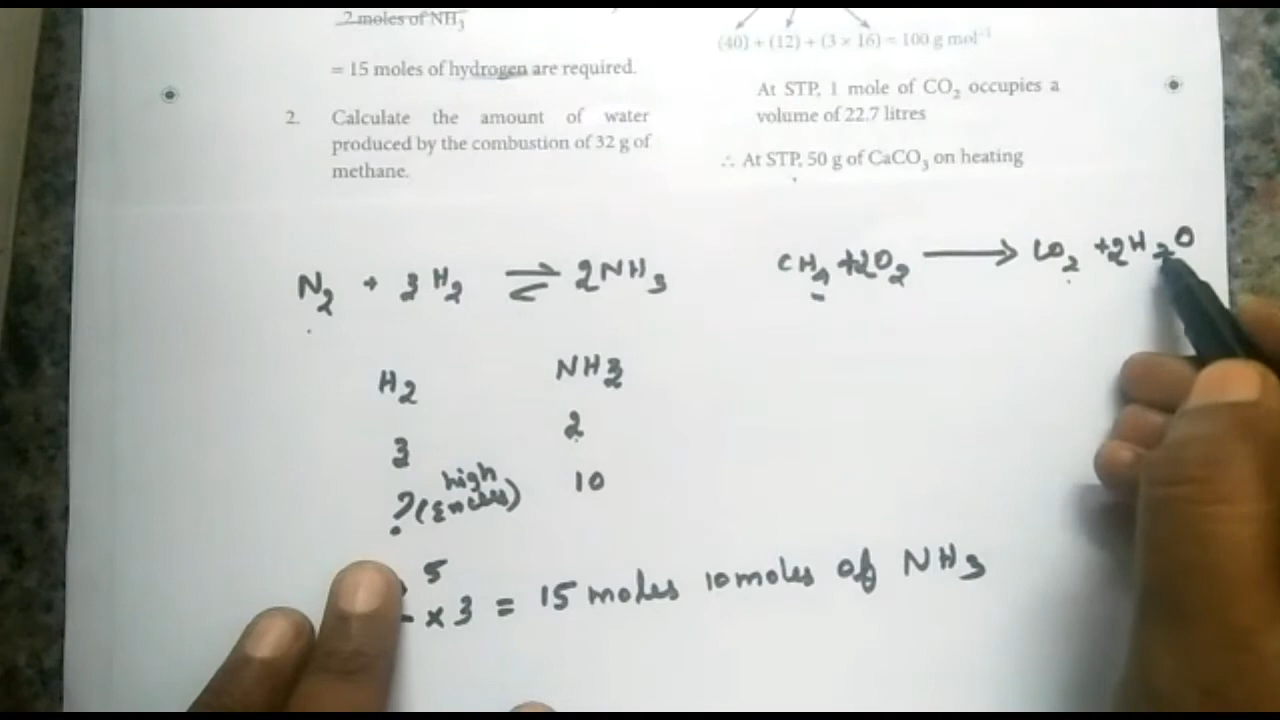 2 moles of NH₃
= 15 moles of hydrogen are required.
2. Calculate the amount of water
produced by the combustion of 32 g of
methane.
(40) + (12) + (3 × 16) = 100 g mol⁻¹
At STP, 1 mole of CO₂ occupies a
volume of 22.7 litres
∴ At STP, 50 g of CaCO₃ on heating
N₂ + 3H₂ ⇌ 2NH₃
CH₄ + 2O₂ ⟶ CO₂ + 2H₂O
H₂ NH3
3 2
high
?(Excess) 10
5
× 3 = 15 moles 10 moles of NH₃